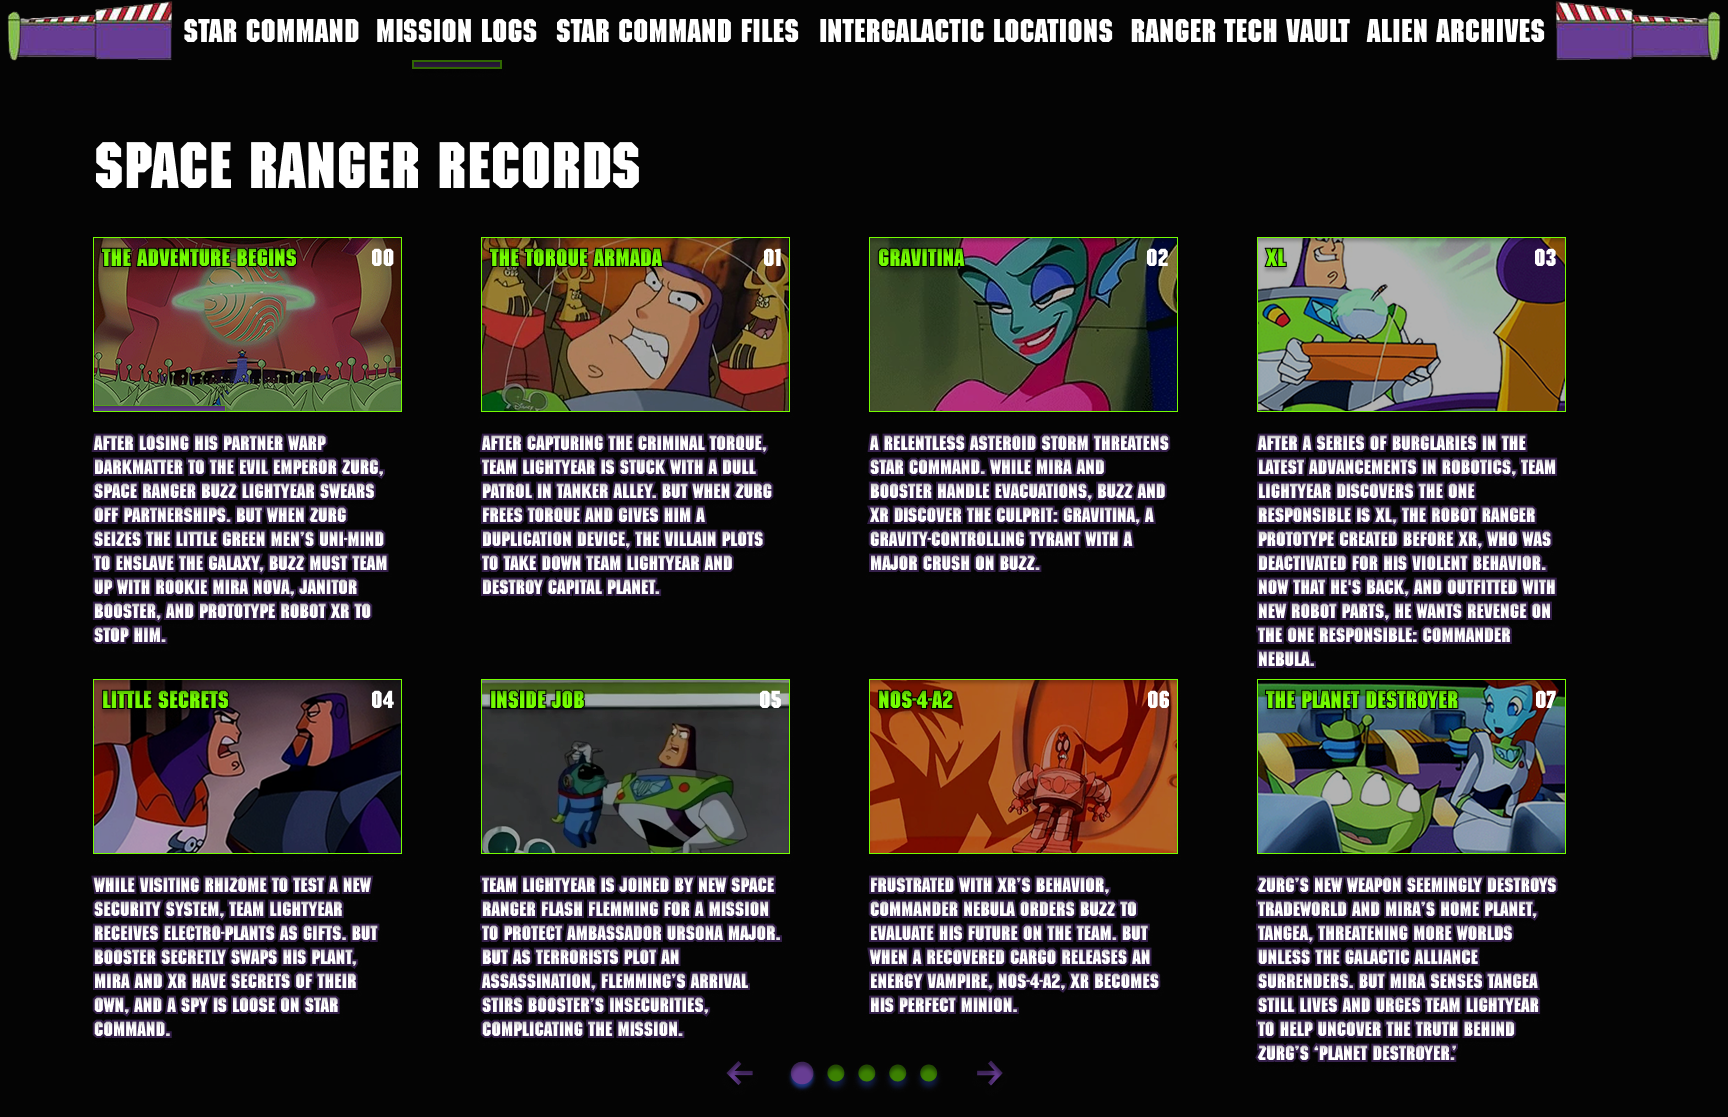 STAR COMMAND MISSION LOGS STAR COMMAND FILES INTERGALACTIC LOCATIONS RANGER TECH VAULT ALIEN ARCHIVES
SPACE RANGER RECORDS
THE ADVENTURE BEGINS 00
AFTER LOSING HIS PARTNER WARP
DARKMATTER TO THE EVIL EMPEROR ZURG,
SPACE RANGER BUZZ LIGHTYEAR SWEARS
OFF PARTNERSHIPS. BUT WHEN ZURG
SEIZES THE LITTLE GREEN MEN'S UNI-MIND
TO ENSLAVE THE GALAXY, BUZZ MUST TEAM
UP WITH ROOKIE MIRA NOVA, JANITOR
BOOSTER, AND PROTOTYPE ROBOT XR TO
STOP HIM.
THE TORQUE ARMADA 01
AFTER CAPTURING THE CRIMINAL TORQUE,
TEAM LIGHTYEAR IS STUCK WITH A DULL
PATROL IN TANKER ALLEY. BUT WHEN ZURG
FREES TORQUE AND GIVES HIM A
DUPLICATION DEVICE, THE VILLAIN PLOTS
TO TAKE DOWN TEAM LIGHTYEAR AND
DESTROY CAPITAL PLANET.
GRAVITINA 02
A RELENTLESS ASTEROID STORM THREATENS
STAR COMMAND. WHILE MIRA AND
BOOSTER HANDLE EVACUATIONS, BUZZ AND
XR DISCOVER THE CULPRIT: GRAVITINA, A
GRAVITY-CONTROLLING TYRANT WITH A
MAJOR CRUSH ON BUZZ.
XL 03
AFTER A SERIES OF BURGLARIES IN THE
LATEST ADVANCEMENTS IN ROBOTICS, TEAM
LIGHTYEAR DISCOVERS THE ONE
RESPONSIBLE IS XL, THE ROBOT RANGER
PROTOTYPE CREATED BEFORE XR, WHO WAS
DEACTIVATED FOR HIS VIOLENT BEHAVIOR.
NOW THAT HE'S BACK, AND OUTFITTED WITH
NEW ROBOT PARTS, HE WANTS REVENGE ON
THE ONE RESPONSIBLE: COMMANDER
NEBULA.
LITTLE SECRETS 04
WHILE VISITING RHIZOME TO TEST A NEW
SECURITY SYSTEM, TEAM LIGHTYEAR
RECEIVES ELECTRO-PLANTS AS GIFTS. BUT
BOOSTER SECRETLY SWAPS HIS PLANT,
MIRA AND XR HAVE SECRETS OF THEIR
OWN, AND A SPY IS LOOSE ON STAR
COMMAND.
INSIDE JOB 05
TEAM LIGHTYEAR IS JOINED BY NEW SPACE
RANGER FLASH FLEMMING FOR A MISSION
TO PROTECT AMBASSADOR URSONA MAJOR.
BUT AS TERRORISTS PLOT AN
ASSASSINATION, FLEMMING'S ARRIVAL
STIRS BOOSTER'S INSECURITIES,
COMPLICATING THE MISSION.
NOS-4-A2 06
FRUSTRATED WITH XR'S BEHAVIOR,
COMMANDER NEBULA ORDERS BUZZ TO
EVALUATE HIS FUTURE ON THE TEAM. BUT
WHEN A RECOVERED CARGO RELEASES AN
ENERGY VAMPIRE, NOS-4-A2, XR BECOMES
HIS PERFECT MINION.
THE PLANET DESTROYER 07
ZURG'S NEW WEAPON SEEMINGLY DESTROYS
TRADEWORLD AND MIRA'S HOME PLANET,
TANGEA, THREATENING MORE WORLDS
UNLESS THE GALACTIC ALLIANCE
SURRENDERS. BUT MIRA SENSES TANGEA
STILL LIVES AND URGES TEAM LIGHTYEAR
TO HELP UNCOVER THE TRUTH BEHIND
ZURG'S 'PLANET DESTROYER.'